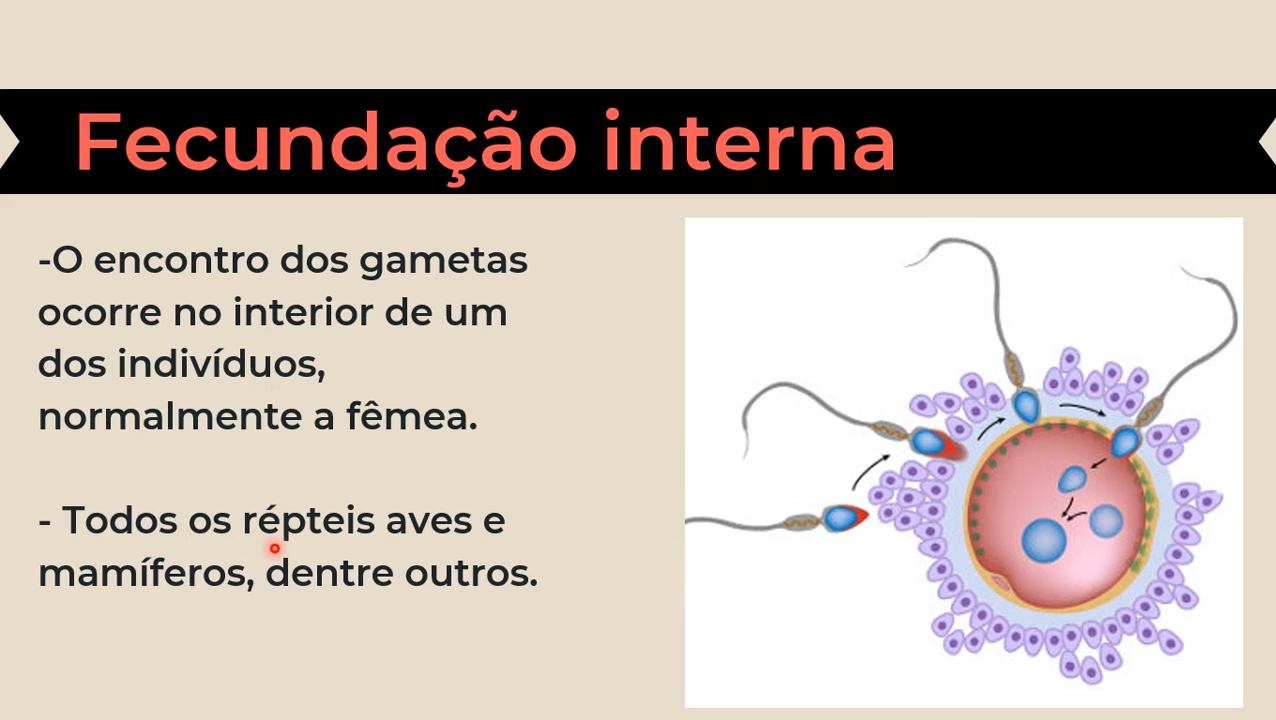 Fecundação interna
-O encontro dos gametas
ocorre no interior de um
dos indivíduos,
normalmente a fêmea.
- Todos os répteis aves e
mamíferos, dentre outros.